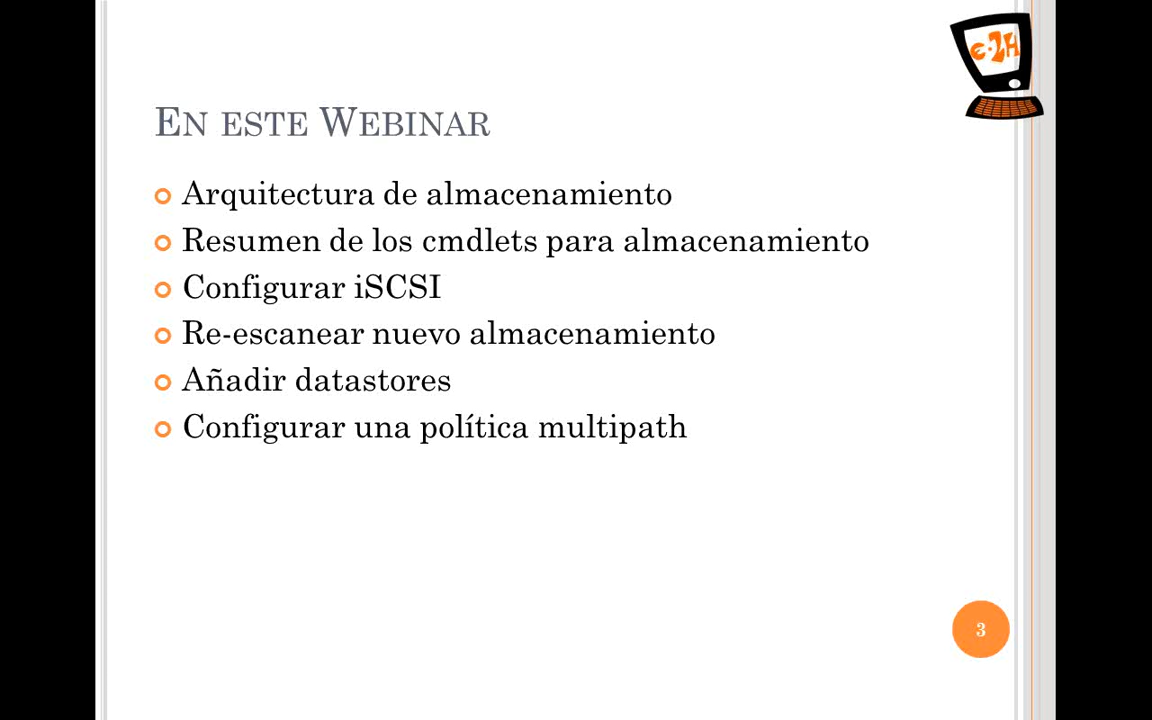 e-2H
En este Webinar
Arquitectura de almacenamiento
Resumen de los cmdlets para almacenamiento
Configurar iSCSI
Re-escanear nuevo almacenamiento
Añadir datastores
Configurar una política multipath
3